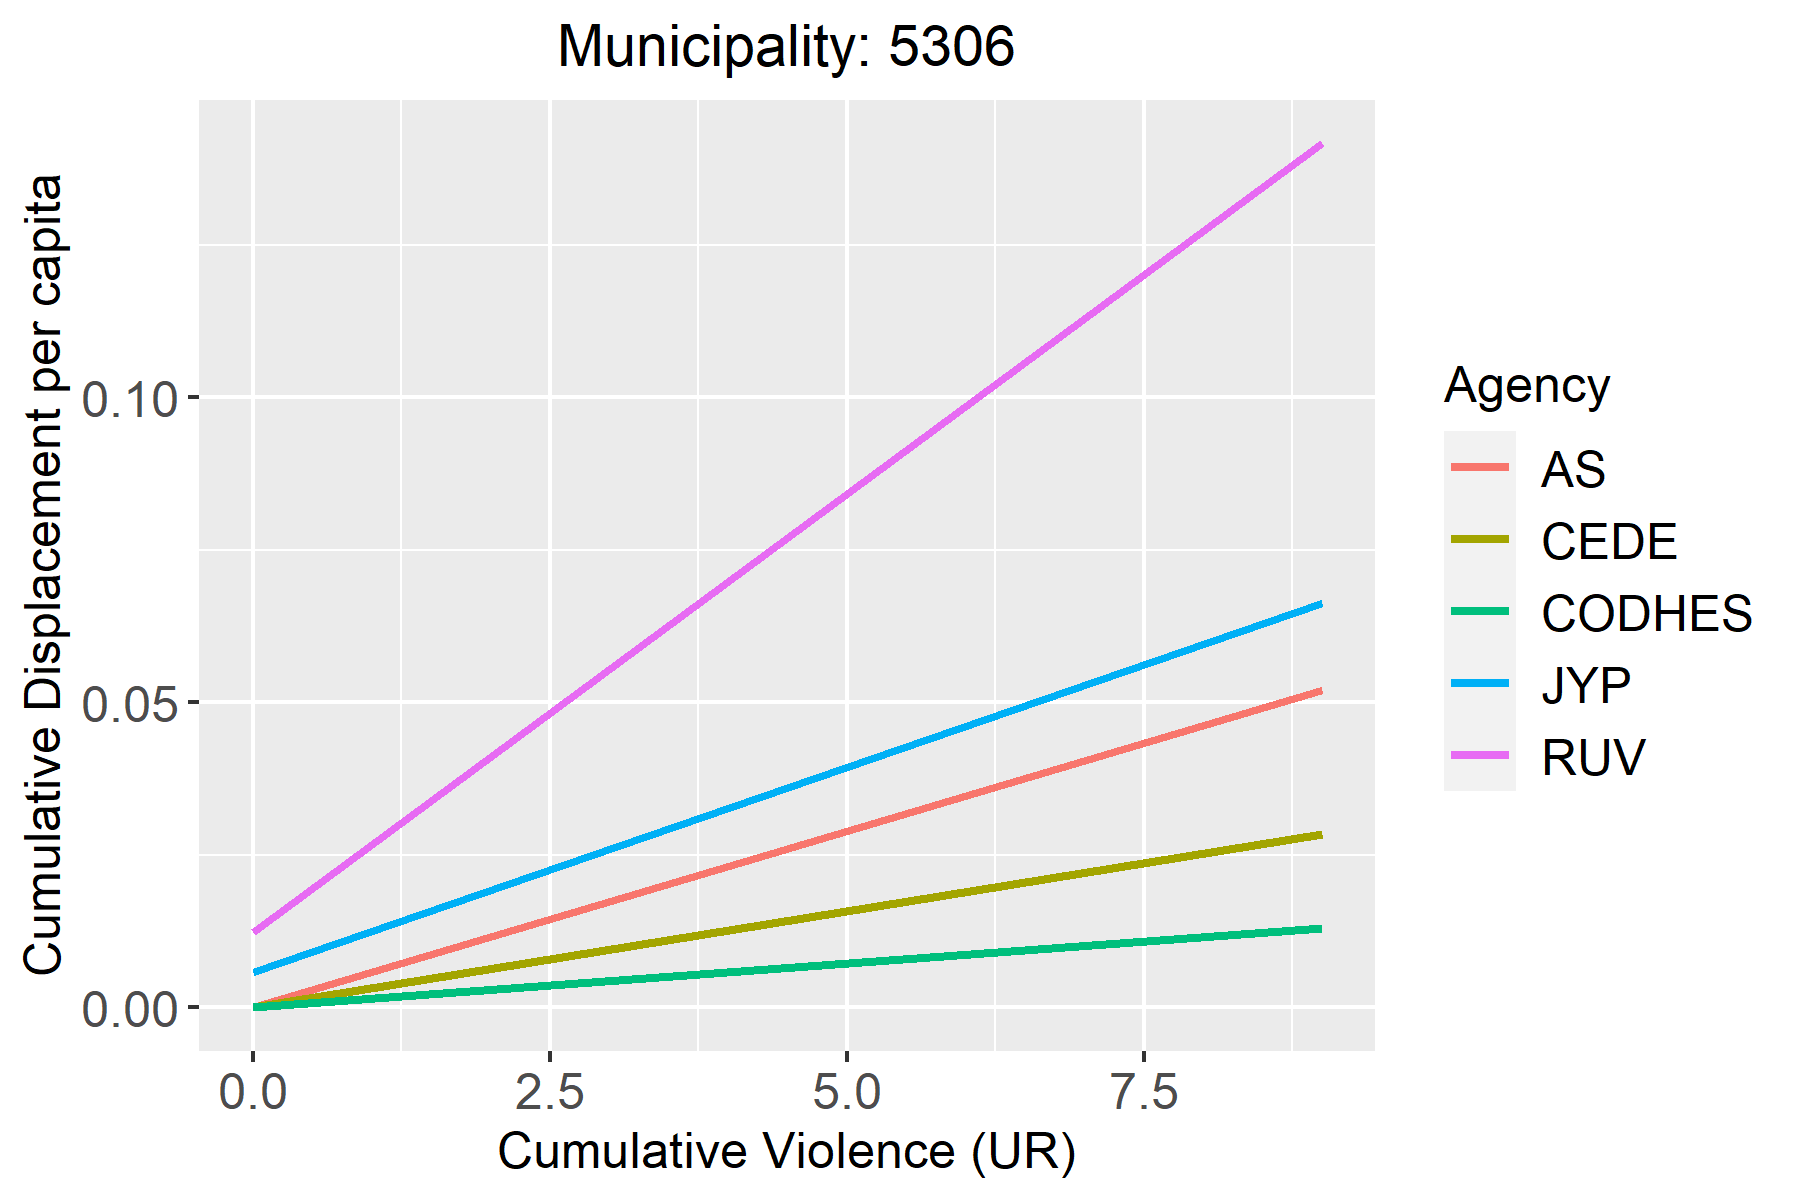 Municipality: 5306
Cumulative Displacement per capita
0.10
0.05
0.00
0.0 2.5 5.0 7.5
Cumulative Violence (UR)
Agency
AS
CEDE
CODHES
JYP
RUV